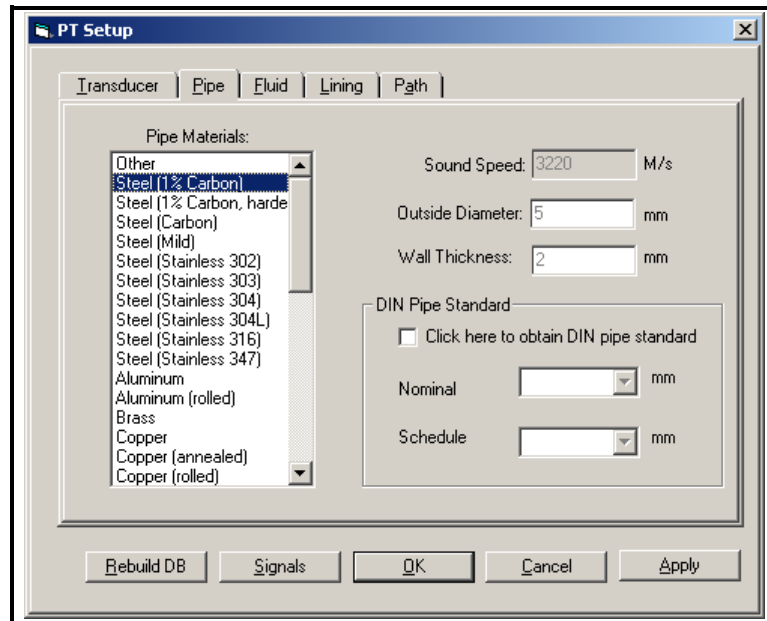 PT Setup
Transducer Pipe Fluid Lining Path
Pipe Materials:
Other
Steel (1% Carbon)
Steel (1% Carbon, harde
Steel (Carbon)
Steel (Mild)
Steel (Stainless 302)
Steel (Stainless 303)
Steel (Stainless 304)
Steel (Stainless 304L)
Steel (Stainless 316)
Steel (Stainless 347)
Aluminum
Aluminum (rolled)
Brass
Copper
Copper (annealed)
Copper (rolled)
Sound Speed: 3220 M/s
Outside Diameter: 5 mm
Wall Thickness: 2 mm
DIN Pipe Standard
Click here to obtain DIN pipe standard
Nominal mm
Schedule mm
Rebuild DB Signals OK Cancel Apply